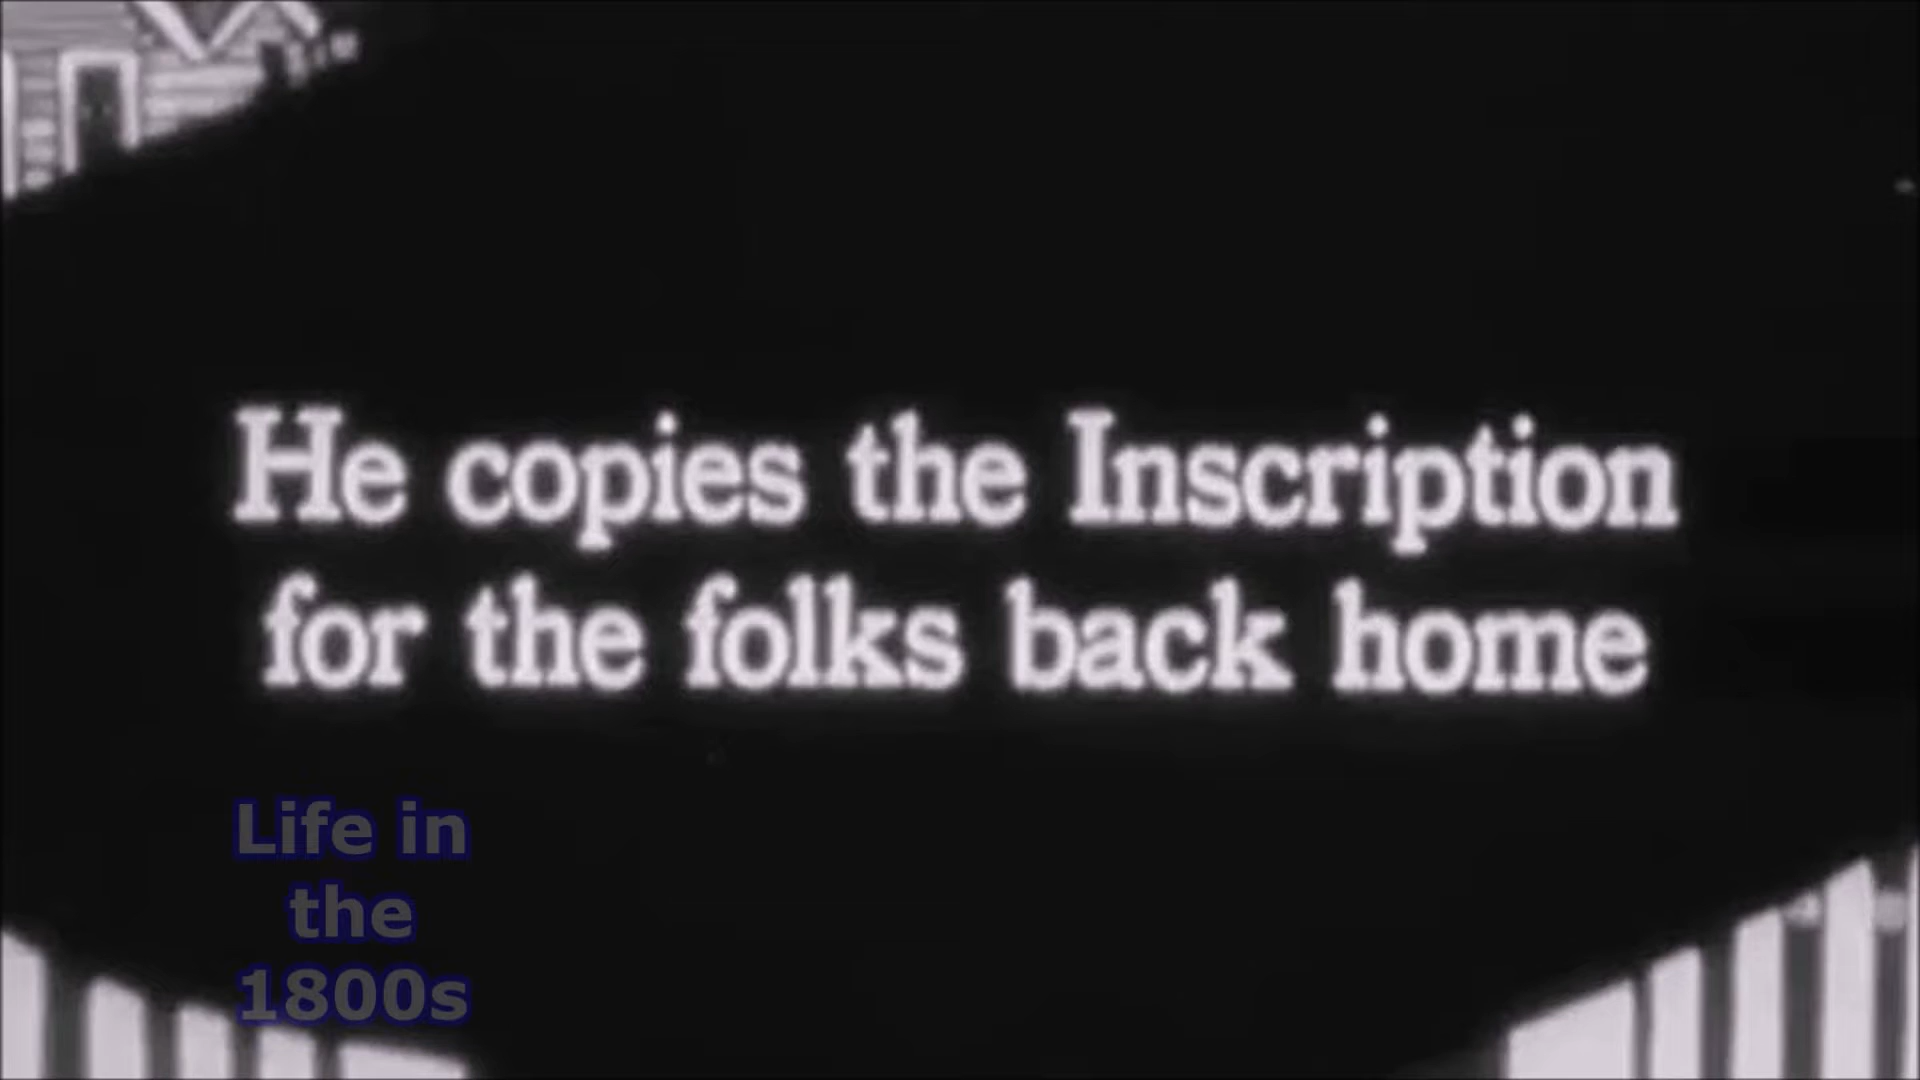 He copies the Inscription
for the folks back home
Life in
the
1800s